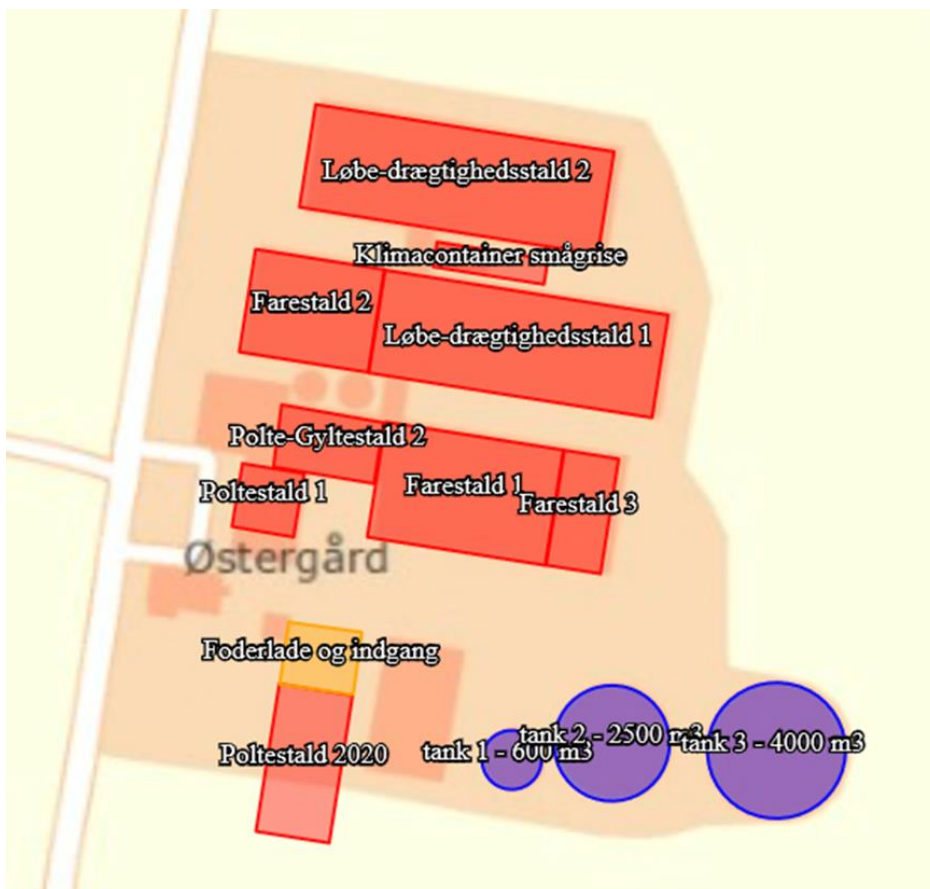 Løbe-drægtighedsstald 2
Klimacontainer smågrise
Farestald 2
Løbe-drægtighedsstald 1
Polte-Gyltestald 2
Poltestald 1
Farestald 1
Farestald 3
Østergård
Foderlade og indgang
Poltestald 2020
tank 1 - 600 m3
tank 2 - 2500 m3
tank 3 - 4000 m3